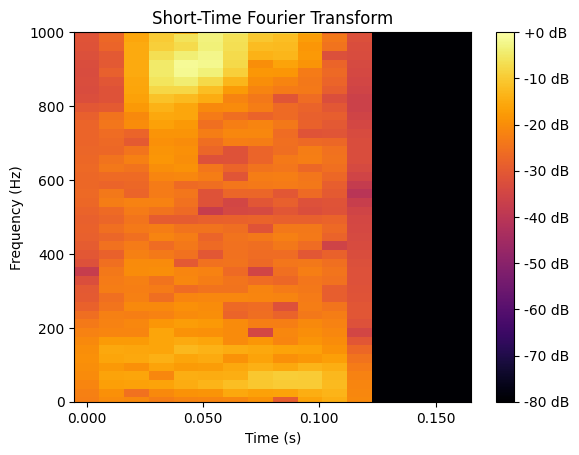 Short-Time Fourier Transform
1000
800
600
400
200
0
Frequency (Hz)
0.000
0.050
0.100
0.150
Time (s)
+0 dB
-10 dB
-20 dB
-30 dB
-40 dB
-50 dB
-60 dB
-70 dB
-80 dB